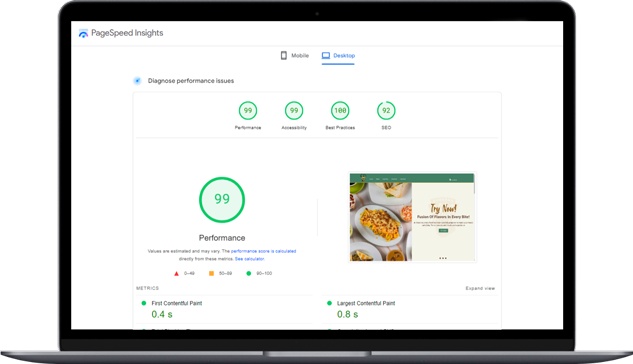 PageSpeed Insights
Mobile Desktop
Diagnose performance issues
99 99 100 92
Performance Accessibility Best Practices SEO
99
Try Now!
Fusion Of Flavors In Every Bite!
Performance
Values are estimated and may vary. The performance score is calculated
directly from these metrics. See calculator.
0–49 50–89 90–100
METRICS Expand view
First Contentful Paint Largest Contentful Paint
0.4 s 0.8 s